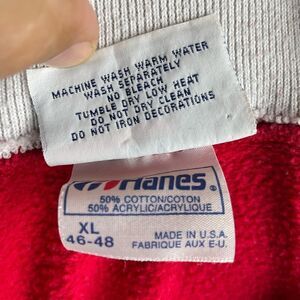 MACHINE WASH WARM WATER
WASH SEPARATELY
NO BLEACH
TUMBLE DRY LOW HEAT
DO NOT DRY CLEAN
DO NOT IRON DECORATIONS
Hanes®
50% COTTON/COTON
50% ACRYLIC/ACRYLIQUE
XL
46-48
MADE IN U.S.A.
FABRIQUE AUX E-U.